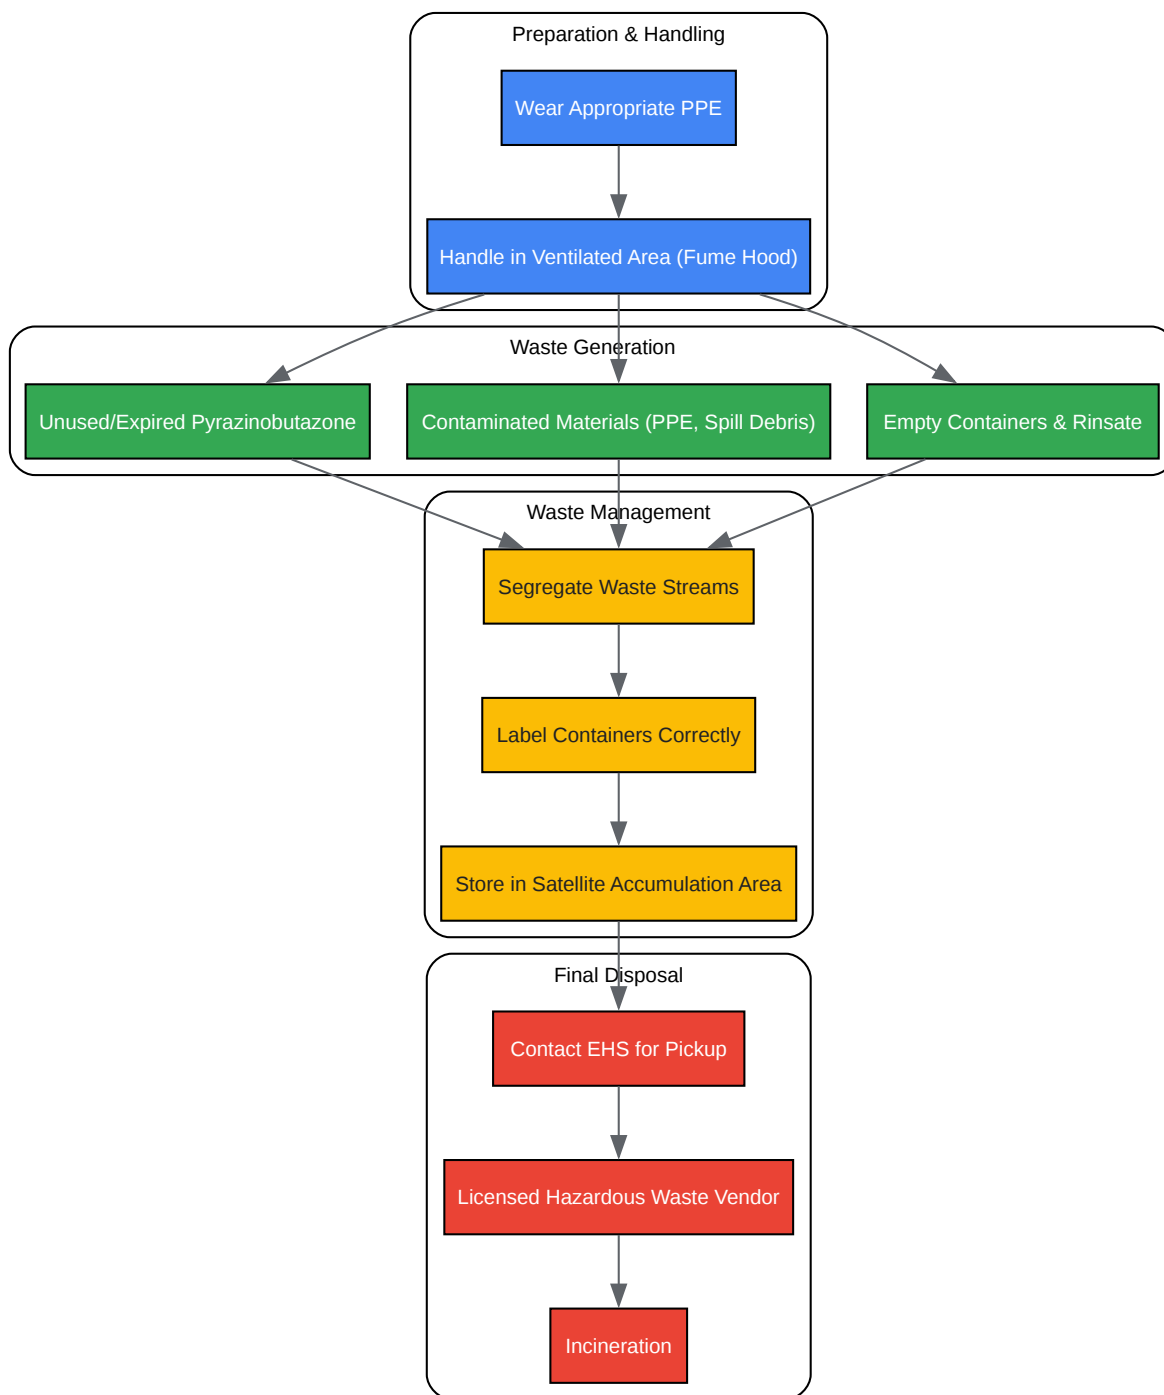 Preparation & Handling
Wear Appropriate PPE
Handle in Ventilated Area (Fume Hood)
Waste Generation
Unused/Expired Pyrazinobutazone
Contaminated Materials (PPE, Spill Debris)
Empty Containers & Rinsate
Waste Management
Segregate Waste Streams
Label Containers Correctly
Store in Satellite Accumulation Area
Final Disposal
Contact EHS for Pickup
Licensed Hazardous Waste Vendor
Incineration